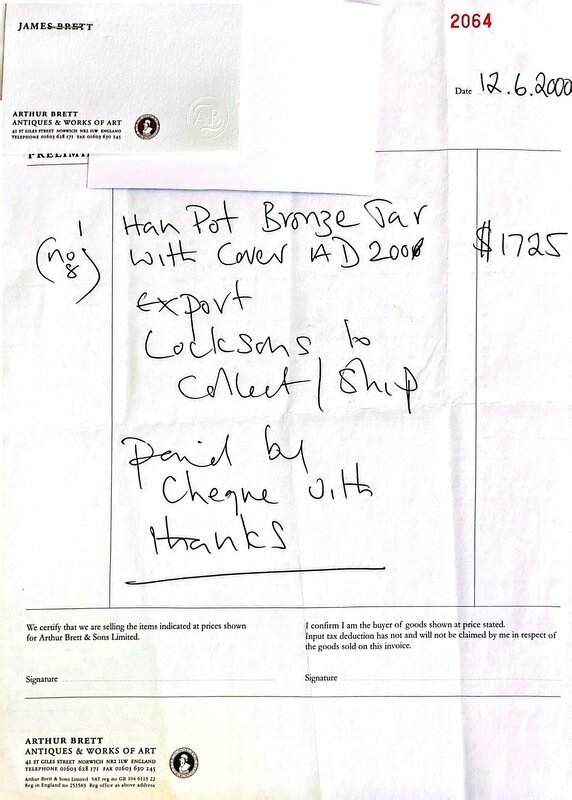 JAMES BRETT
2064
Date 12.6.2000
ARTHUR BRETT
ANTIQUES & WORKS OF ART
42 ST GILES STREET NORWICH NR2 1LW ENGLAND
TELEPHONE 01603 628 171 FAX 01603 630 245
AB
PRELIMI
1
(no 8)
Han Pot Bronze Jar
with Cover AD 200
$1725
Export
Cocksons to
Collect/Ship
paid by
Cheque with
thanks
We certify that we are selling the items indicated at prices shown
for Arthur Brett & Sons Limited.
Signature
I confirm I am the buyer of goods shown at price stated.
Input tax deduction has not and will not be claimed by me in respect of
the goods sold on this invoice.
Signature
ARTHUR BRETT
ANTIQUES & WORKS OF ART
42 ST GILES STREET NORWICH NR2 1LW ENGLAND
TELEPHONE 01603 628 171 FAX 01603 630 245
Arthur Brett & Sons Limited VAT reg no GB 104 6115 22
Reg in England no 251583 Reg office as above address